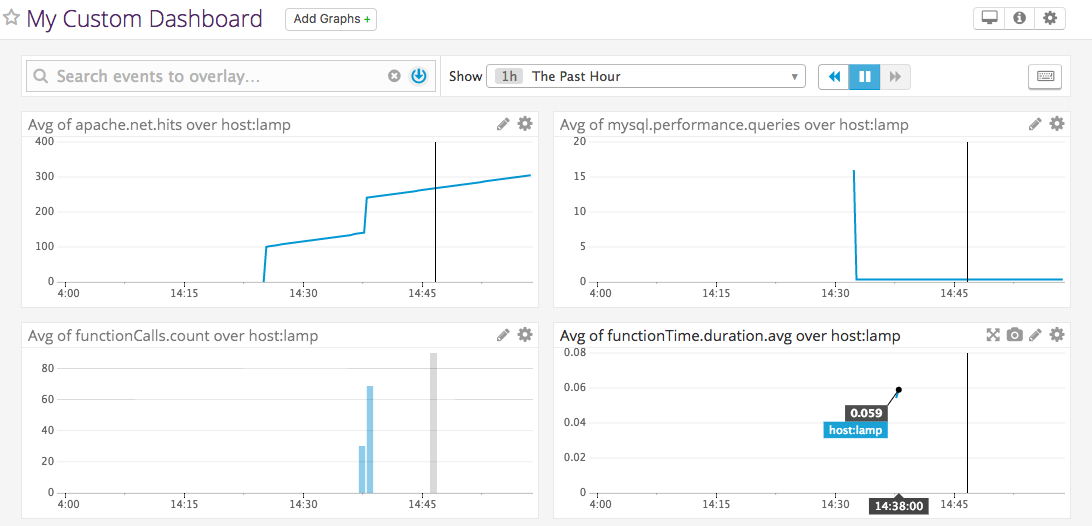 My Custom Dashboard Add Graphs +
Search events to overlay... Show 1h The Past Hour
Avg of apache.net.hits over host:lamp
400
300
200
100
0
4:00 14:15 14:30 14:45
Avg of mysql.performance.queries over host:lamp
20
15
10
5
0
4:00 14:15 14:30 14:45
Avg of functionCalls.count over host:lamp
80
60
40
20
0
4:00 14:15 14:30 14:45
Avg of functionTime.duration.avg over host:lamp
0.08
0.06
0.04
0.02
0
0.059
host:lamp
4:00 14:15 14:30 14:38:00 14:45